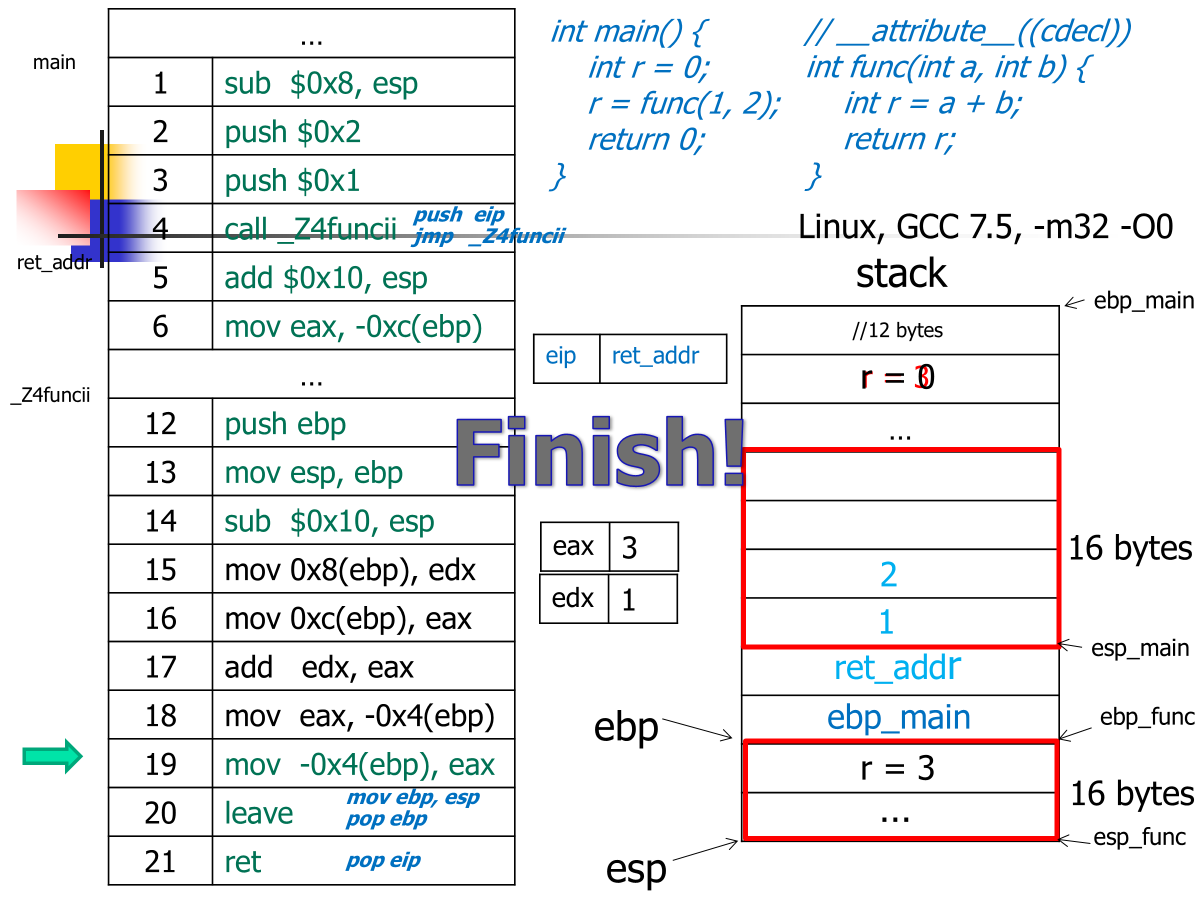 main
...
1 sub $0x8, esp
2 push $0x2
3 push $0x1
4 call _Z4funcii push eip
jmp _Z4funcii
ret_addr
5 add $0x10, esp
6 mov eax, -0xc(ebp)
...
_Z4funcii
12 push ebp
13 mov esp, ebp
14 sub $0x10, esp
15 mov 0x8(ebp), edx
16 mov 0xc(ebp), eax
17 add edx, eax
18 mov eax, -0x4(ebp)
19 mov -0x4(ebp), eax
20 leave mov ebp, esp
pop ebp
21 ret pop eip
int main() {
int r = 0;
r = func(1, 2);
return 0;
}
// __attribute__((cdecl))
int func(int a, int b) {
int r = a + b;
return r;
}
Linux, GCC 7.5, -m32 -O0
stack
eip ret_addr
Finish!
eax 3
edx 1
ebp_main
//12 bytes
r = 0
r = 3
...
2
1
16 bytes
esp_main
ret_addr
ebp_main
ebp
ebp_func
r = 3
...
16 bytes
esp
esp_func